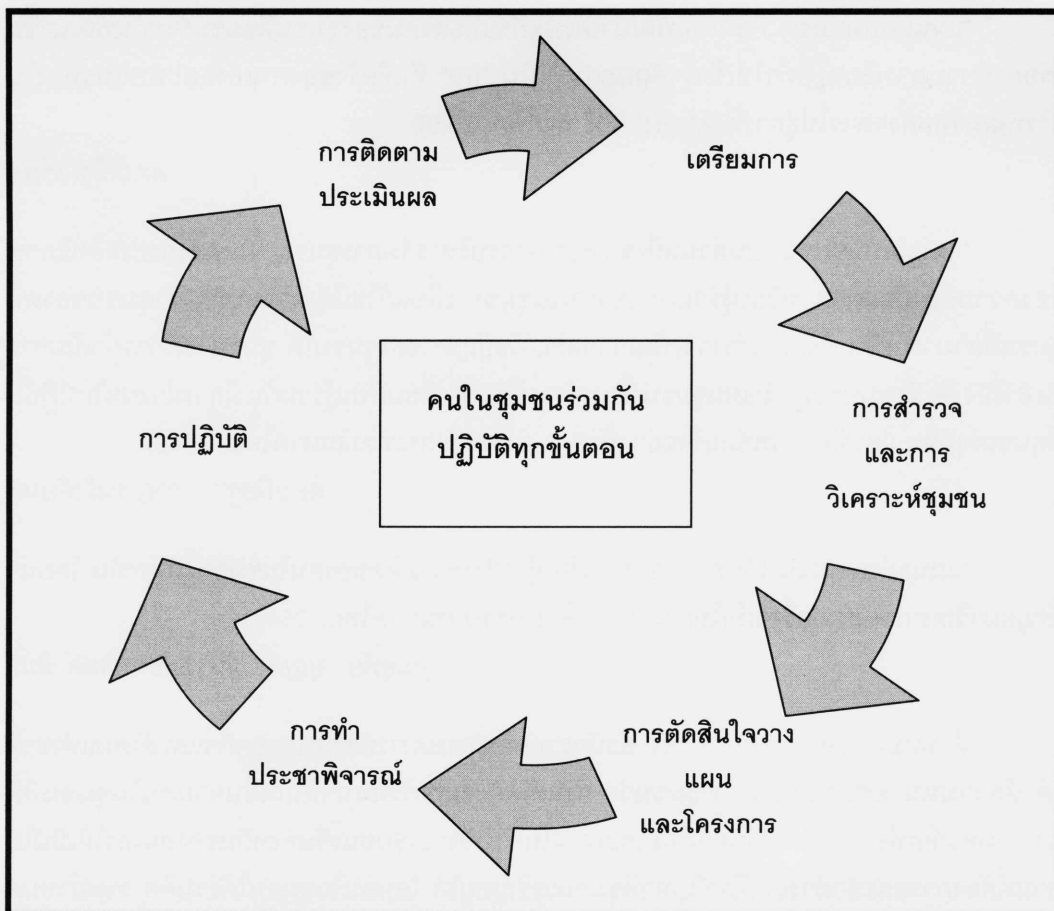 การติดตาม
ประเมินผล
เตรียมการ
คนในชุมชนร่วมกัน
ปฏิบัติทุกขั้นตอน
การสำรวจ
และการ
วิเคราะห์ชุมชน
การปฏิบัติ
การตัดสินใจวาง
แผน
และโครงการ
การทำ
ประชาพิจารณ์